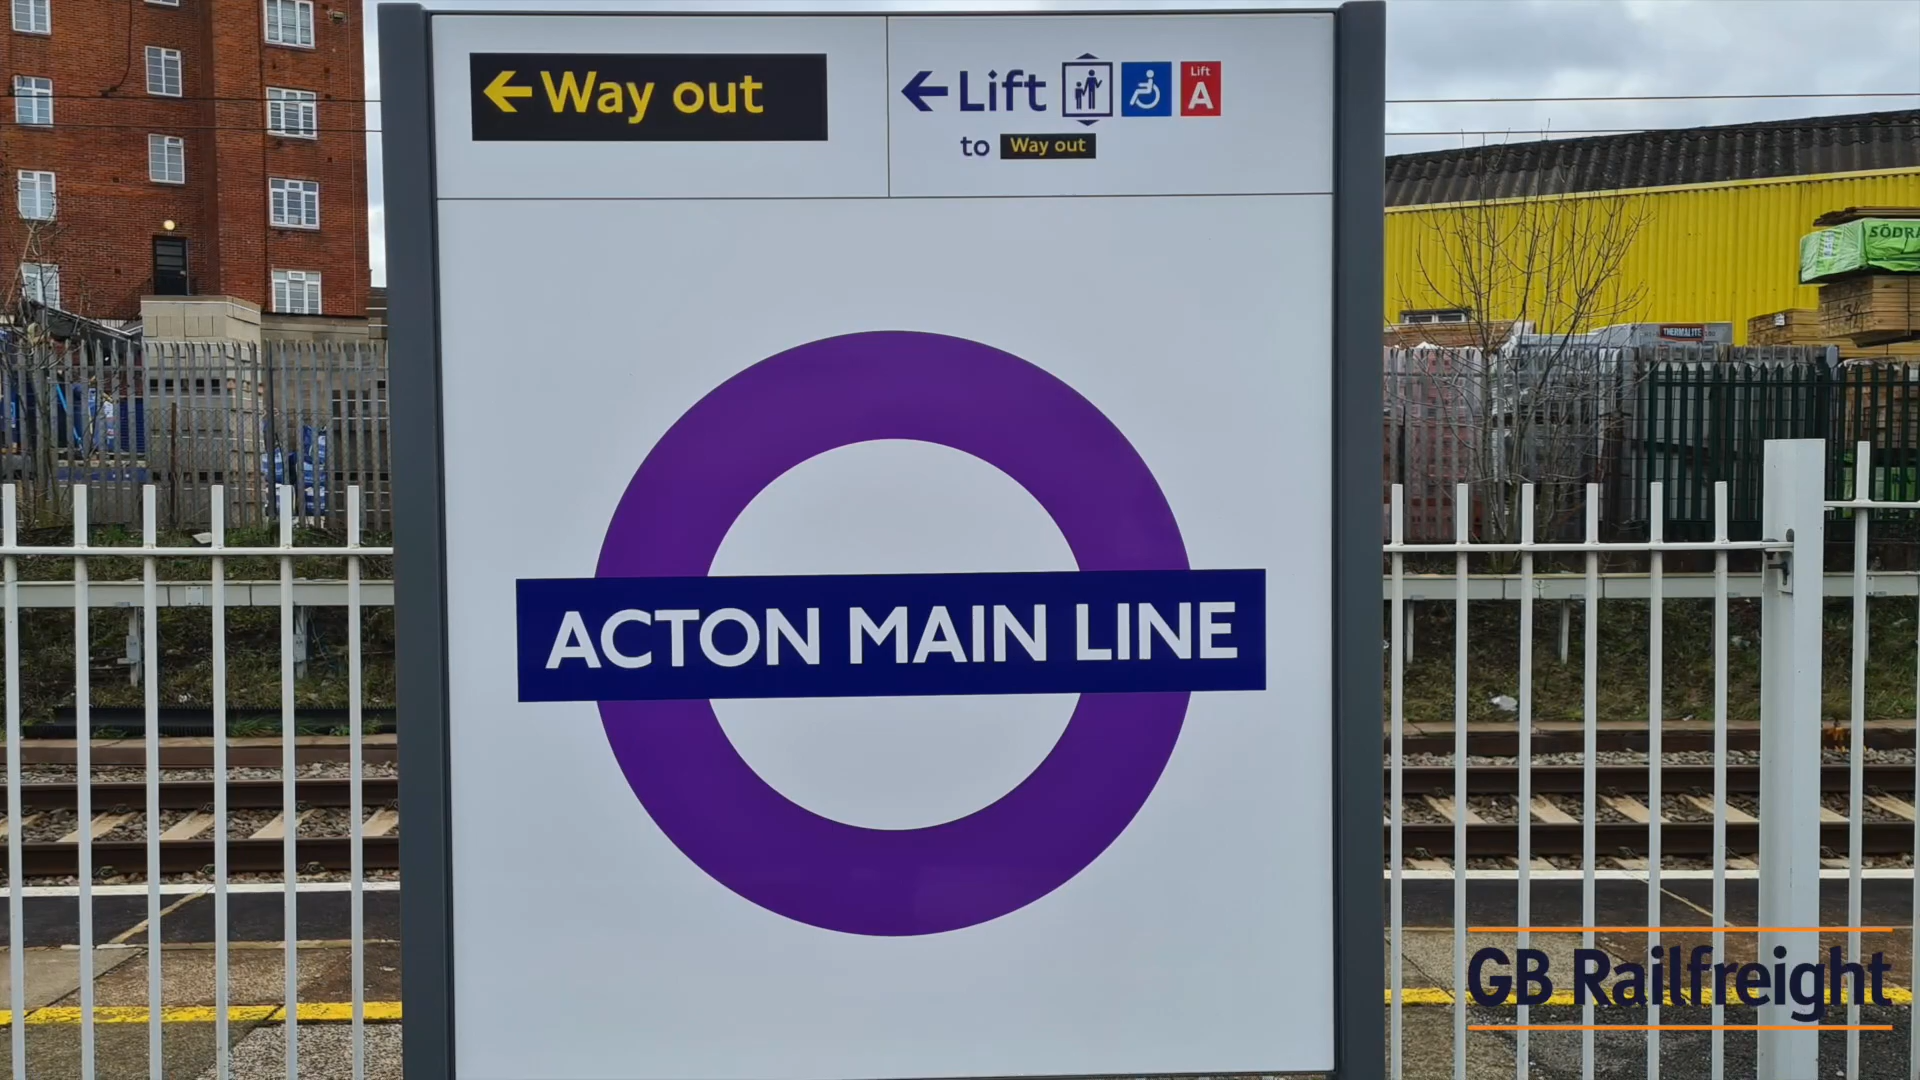 ← Way out
← Lift Lift A
to Way out
SÖDRA
THERMALITE
ACTON MAIN LINE
GB Railfreight